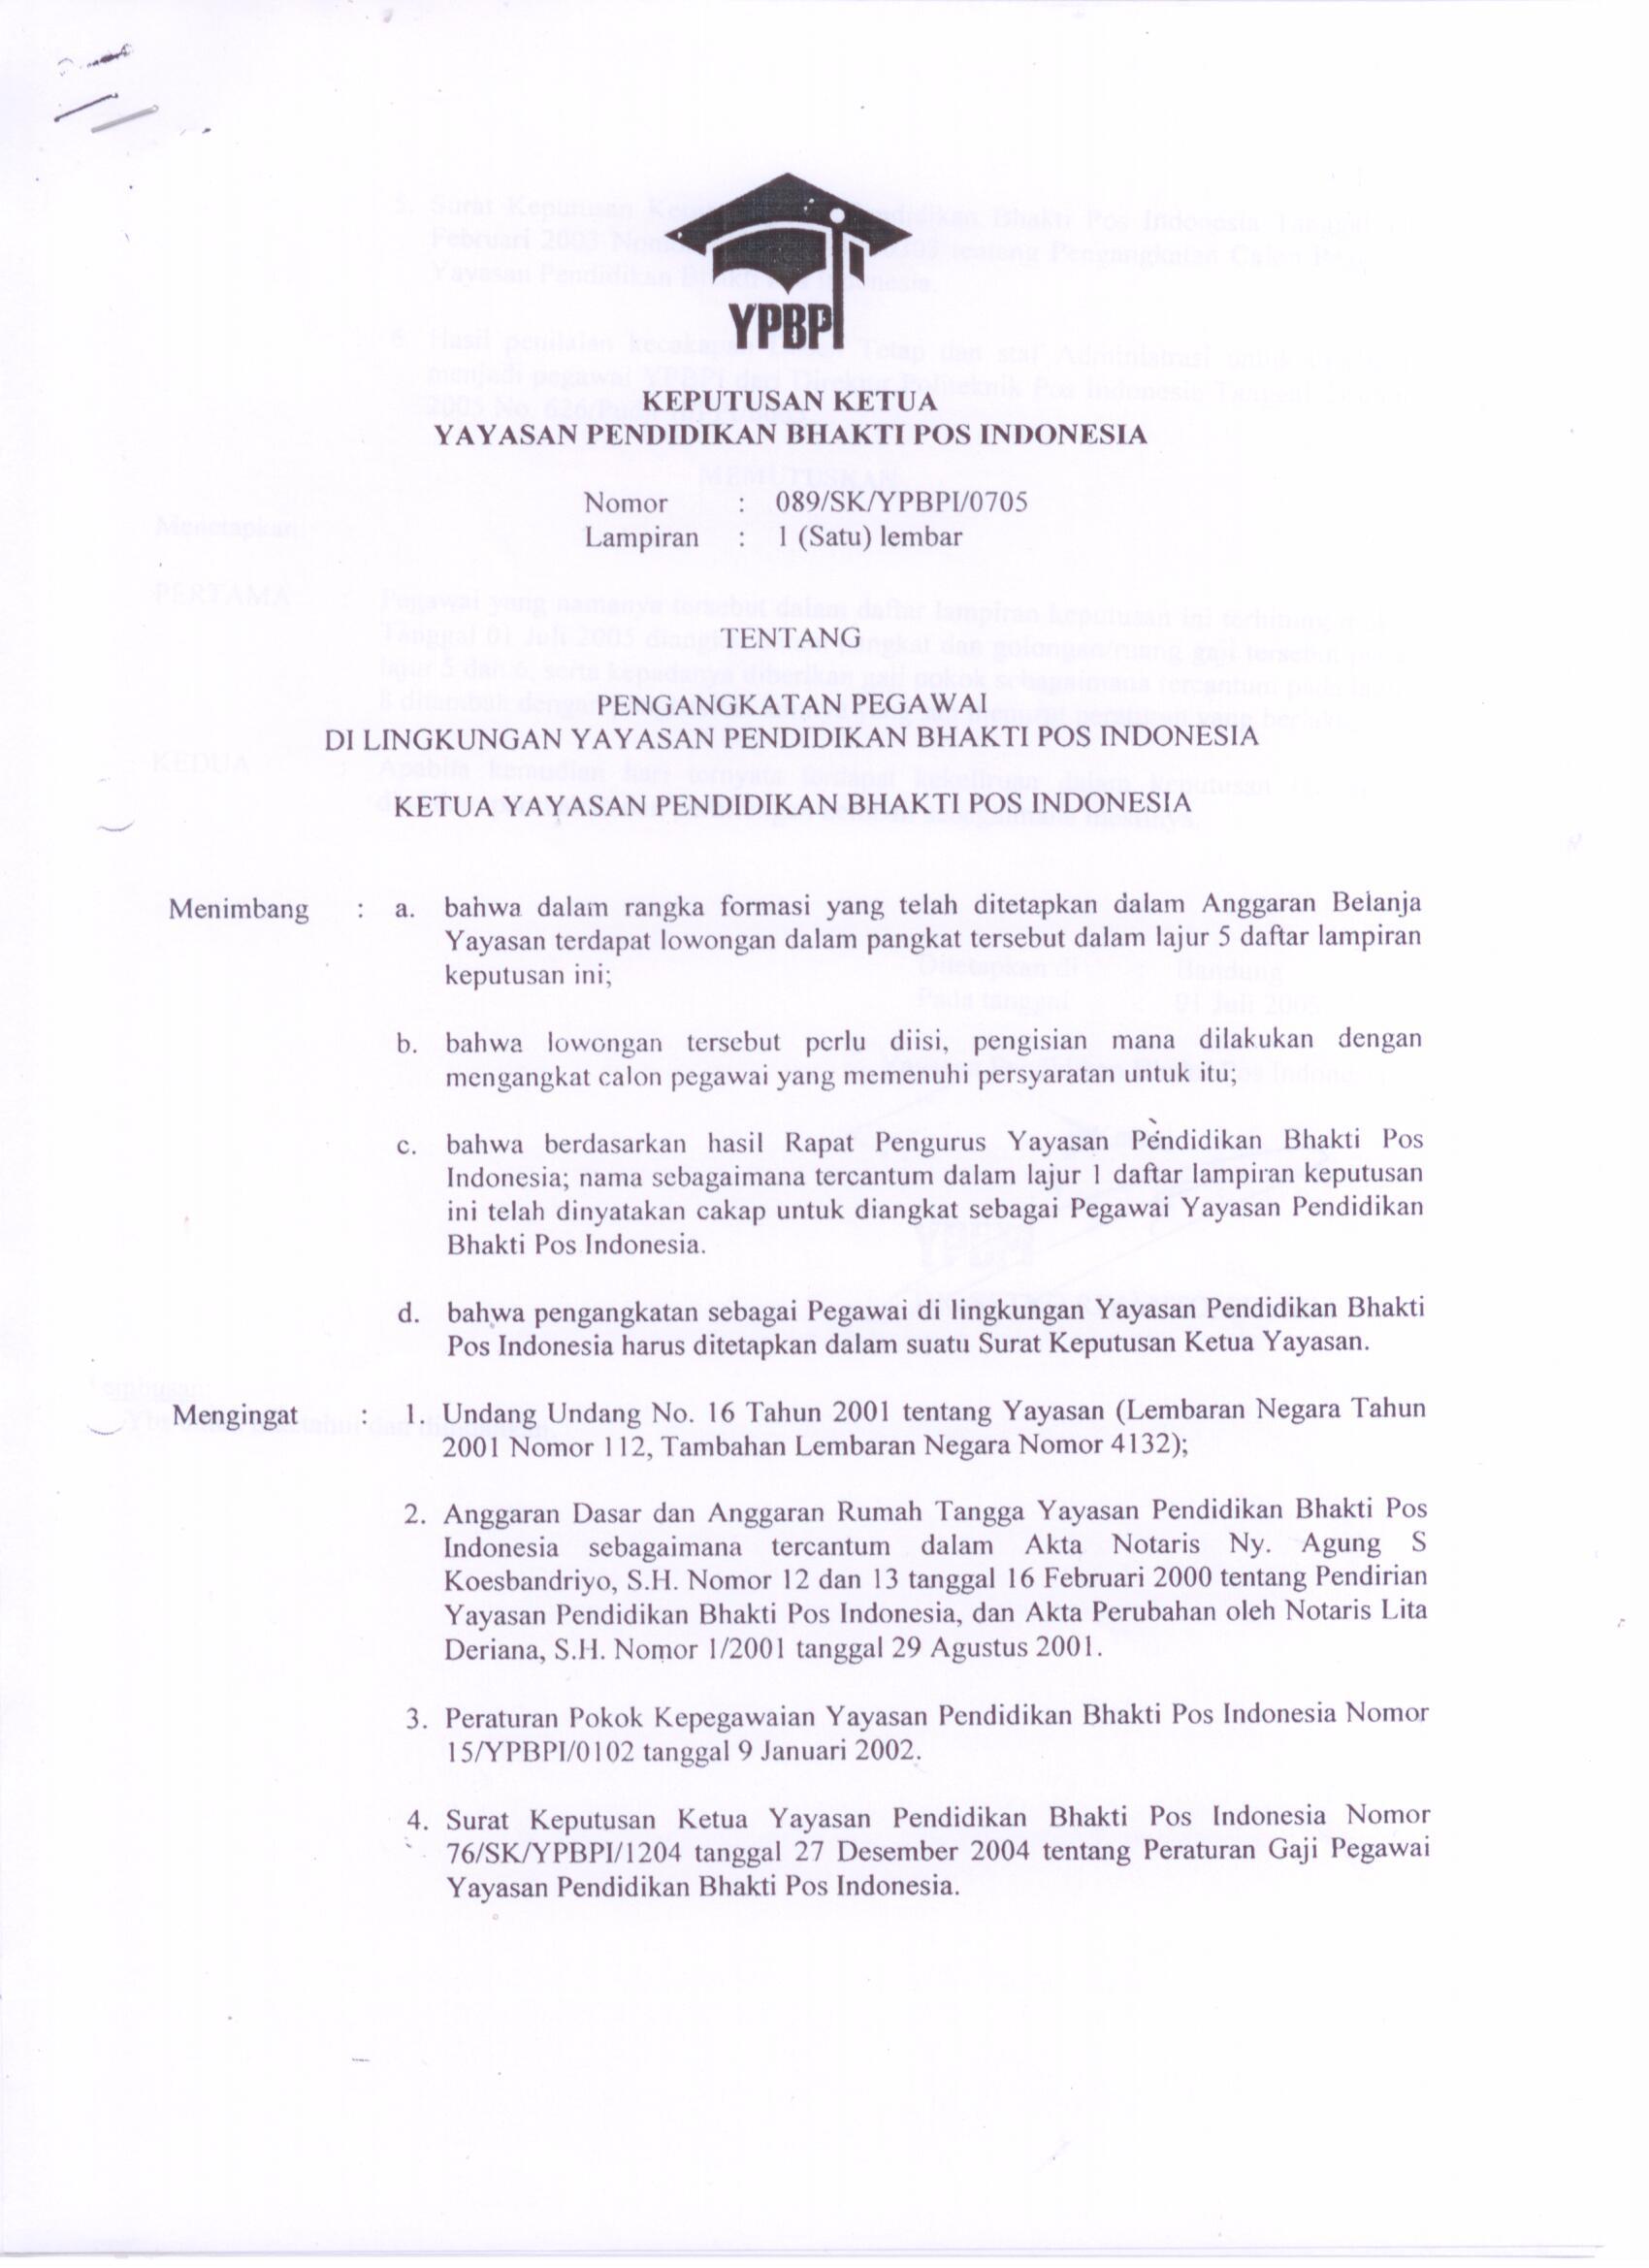 YPBPI
KEPUTUSAN KETUA
YAYASAN PENDIDIKAN BHAKTI POS INDONESIA
Nomor : 089/SK/YPBPI/0705
Lampiran : 1 (Satu) lembar
TENTANG
PENGANGKATAN PEGAWAI
DI LINGKUNGAN YAYASAN PENDIDIKAN BHAKTI POS INDONESIA
KETUA YAYASAN PENDIDIKAN BHAKTI POS INDONESIA
Menimbang : a. bahwa dalam rangka formasi yang telah ditetapkan dalam Anggaran Belanja
Yayasan terdapat lowongan dalam pangkat tersebut dalam lajur 5 daftar lampiran
keputusan ini;
b. bahwa lowongan tersebut perlu diisi, pengisian mana dilakukan dengan
mengangkat calon pegawai yang memenuhi persyaratan untuk itu;
c. bahwa berdasarkan hasil Rapat Pengurus Yayasan Pendidikan Bhakti Pos
Indonesia; nama sebagaimana tercantum dalam lajur 1 daftar lampiran keputusan
ini telah dinyatakan cakap untuk diangkat sebagai Pegawai Yayasan Pendidikan
Bhakti Pos Indonesia.
d. bahwa pengangkatan sebagai Pegawai di lingkungan Yayasan Pendidikan Bhakti
Pos Indonesia harus ditetapkan dalam suatu Surat Keputusan Ketua Yayasan.
Mengingat : 1. Undang Undang No. 16 Tahun 2001 tentang Yayasan (Lembaran Negara Tahun
2001 Nomor 112, Tambahan Lembaran Negara Nomor 4132);
2. Anggaran Dasar dan Anggaran Rumah Tangga Yayasan Pendidikan Bhakti Pos
Indonesia sebagaimana tercantum dalam Akta Notaris Ny. Agung S
Koesbandriyo, S.H. Nomor 12 dan 13 tanggal 16 Februari 2000 tentang Pendirian
Yayasan Pendidikan Bhakti Pos Indonesia, dan Akta Perubahan oleh Notaris Lita
Deriana, S.H. Nomor 1/2001 tanggal 29 Agustus 2001.
3. Peraturan Pokok Kepegawaian Yayasan Pendidikan Bhakti Pos Indonesia Nomor
15/YPBPI/0102 tanggal 9 Januari 2002.
4. Surat Keputusan Ketua Yayasan Pendidikan Bhakti Pos Indonesia Nomor
76/SK/YPBPI/1204 tanggal 27 Desember 2004 tentang Peraturan Gaji Pegawai
Yayasan Pendidikan Bhakti Pos Indonesia.